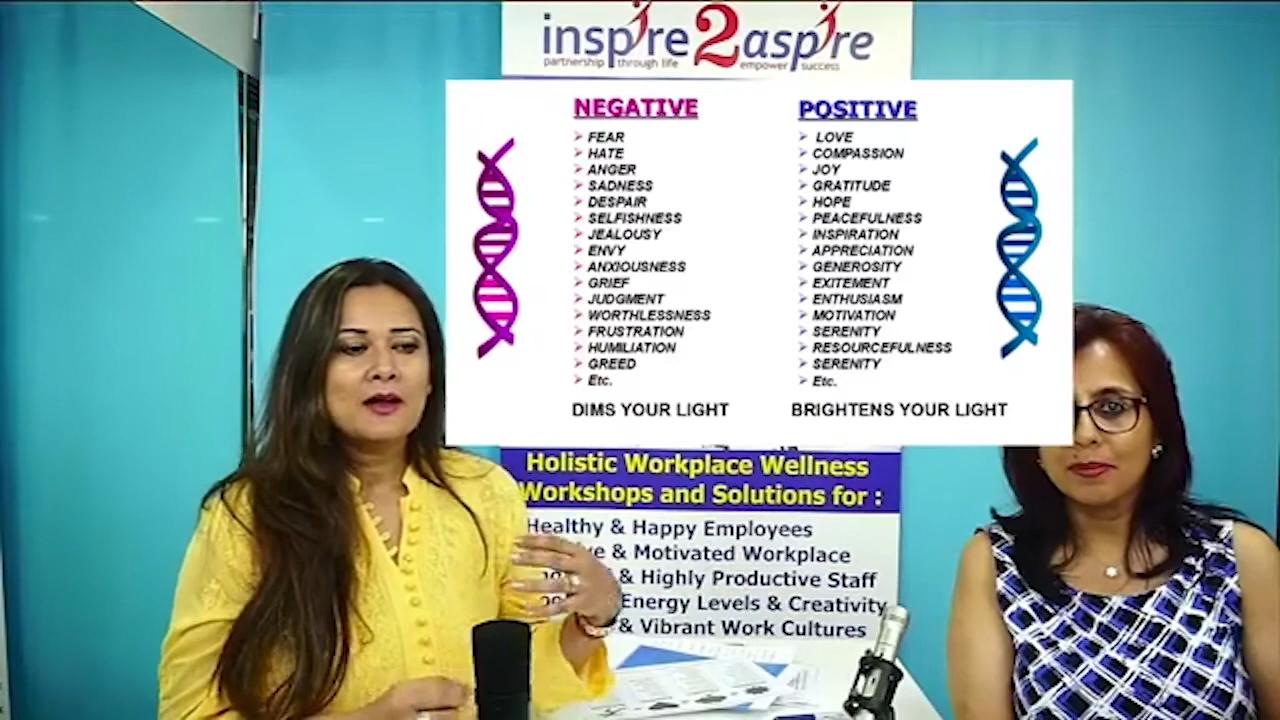 inspire2aspire
partnership through life empower success
NEGATIVE
FEAR
HATE
ANGER
SADNESS
DESPAIR
SELFISHNESS
JEALOUSY
ENVY
ANXIOUSNESS
GRIEF
JUDGMENT
WORTHLESSNESS
FRUSTRATION
HUMILIATION
GREED
Etc.
DIMS YOUR LIGHT
POSITIVE
LOVE
COMPASSION
JOY
GRATITUDE
HOPE
PEACEFULNESS
INSPIRATION
APPRECIATION
GENEROSITY
EXITEMENT
ENTHUSIASM
MOTIVATION
SERENITY
RESOURCEFULNESS
SERENITY
Etc.
BRIGHTENS YOUR LIGHT
Holistic Workplace Wellness
Workshops and Solutions for :
Healthy & Happy Employees
& Motivated Workplace
& Highly Productive Staff
Energy Levels & Creativity
& Vibrant Work Cultures